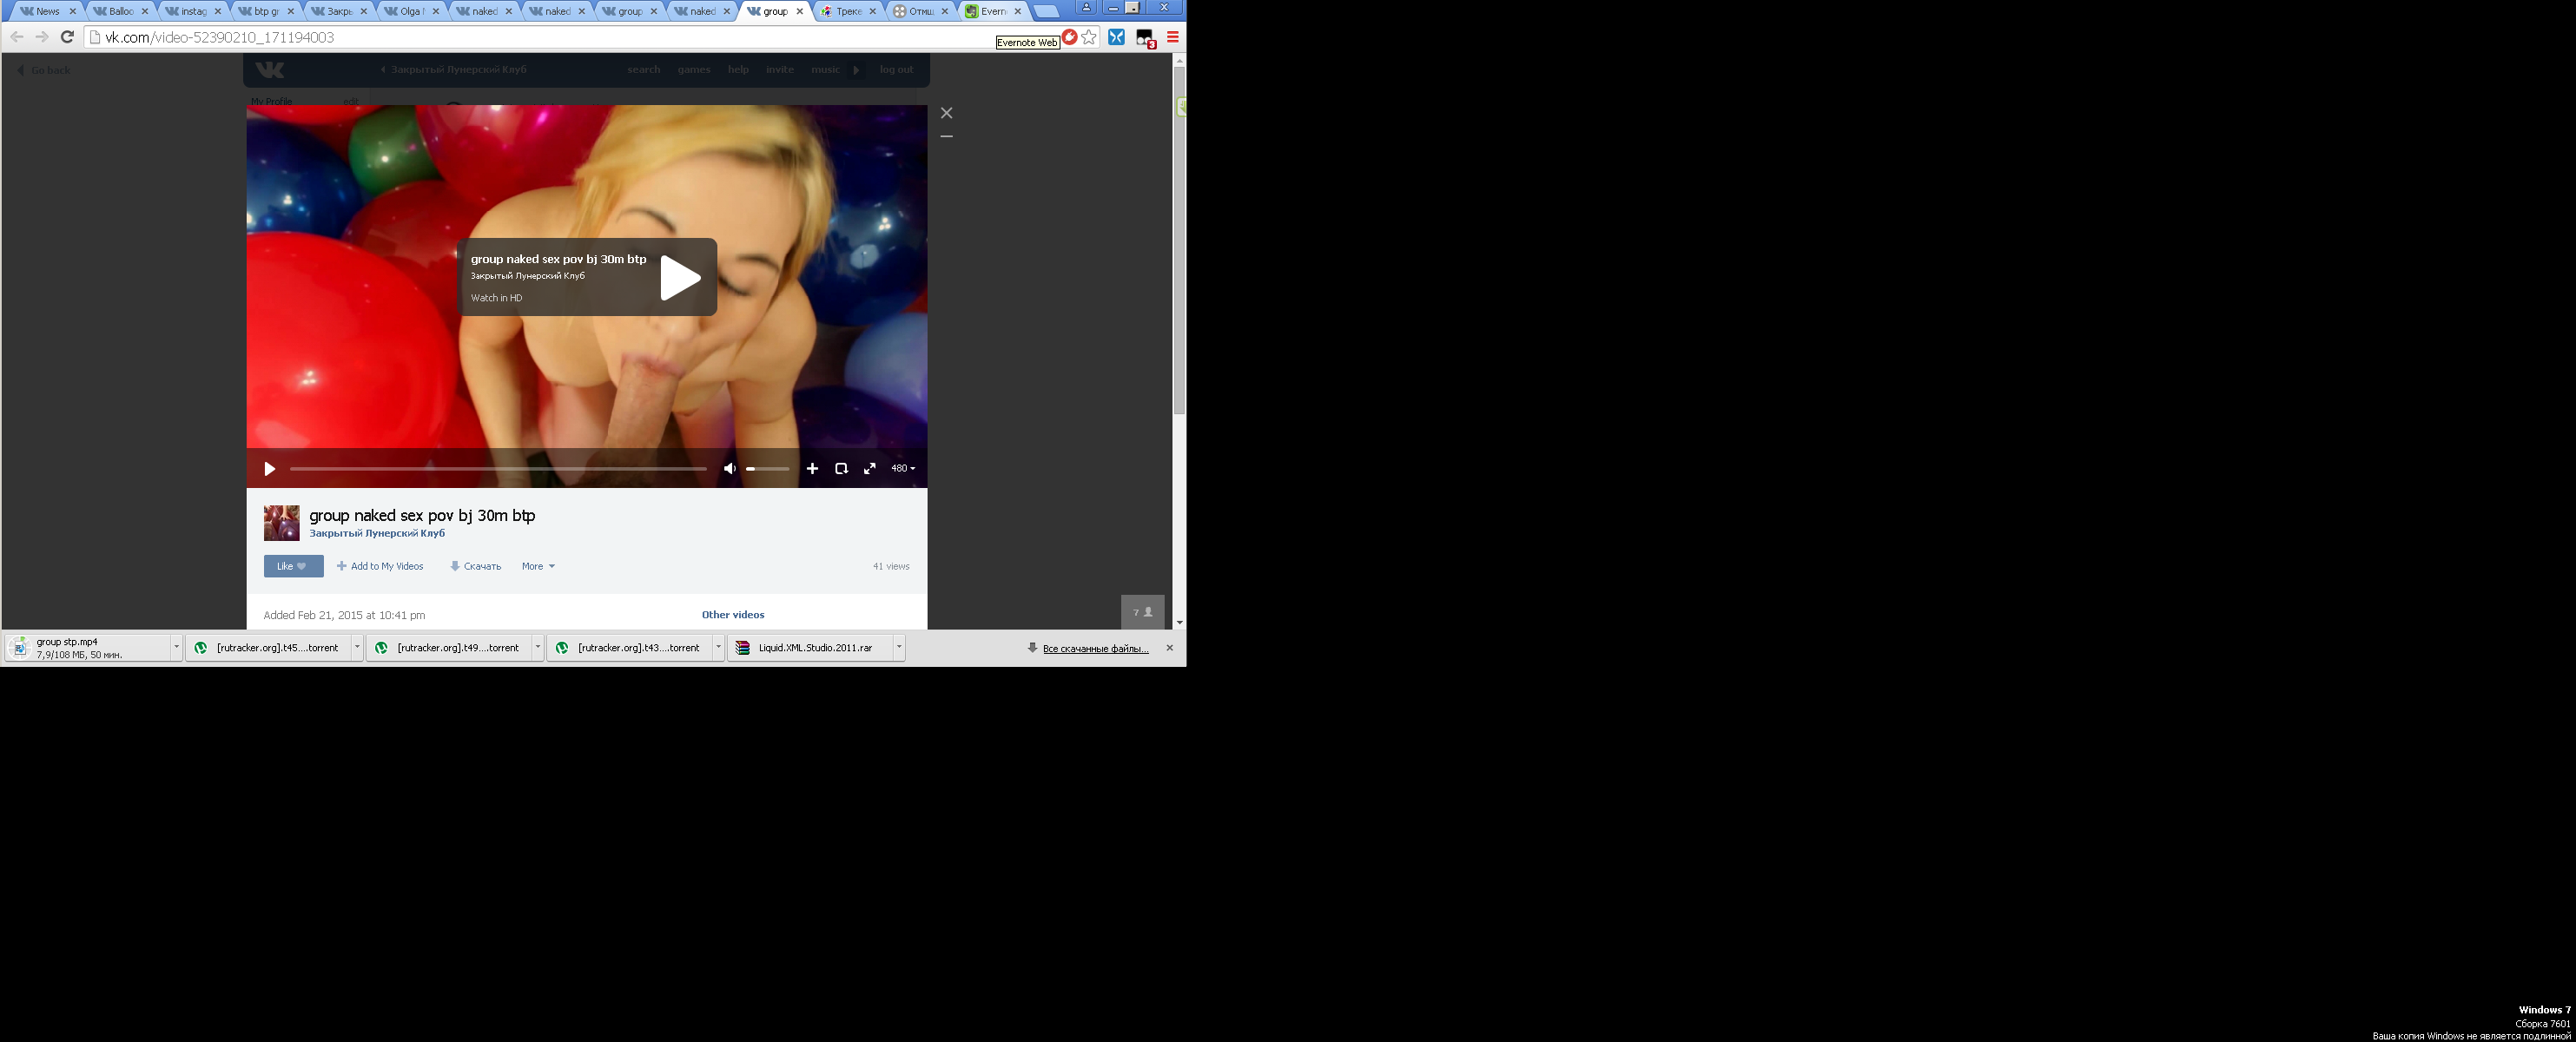 News
Balloo
instag
btp gr
Закры
Olga
naked
naked
group
naked
group
Треке
Отмщ
Evern
vk.com/video-52390210_171194003
Evernote Web
3
Go back
Закрытый Лунерский Клуб
search
games
help
invite
music
log out
My Profile
edit
group naked sex pov bj 30m btp
Закрытый Лунерский Клуб
Watch in HD
480
group naked sex pov bj 30m btp
Закрытый Лунерский Клуб
Like
Add to My Videos
Скачать
More
41 views
Added Feb 21, 2015 at 10:41 pm
Other videos
7
group stp.mp4
7,9/108 МБ, 50 мин.
[rutracker.org].t45....torrent
[rutracker.org].t49....torrent
[rutracker.org].t43....torrent
Liquid.XML.Studio.2011.rar
Все скачанные файлы...
Windows 7
Сборка 7601
Ваша копия Windows не является подлинной